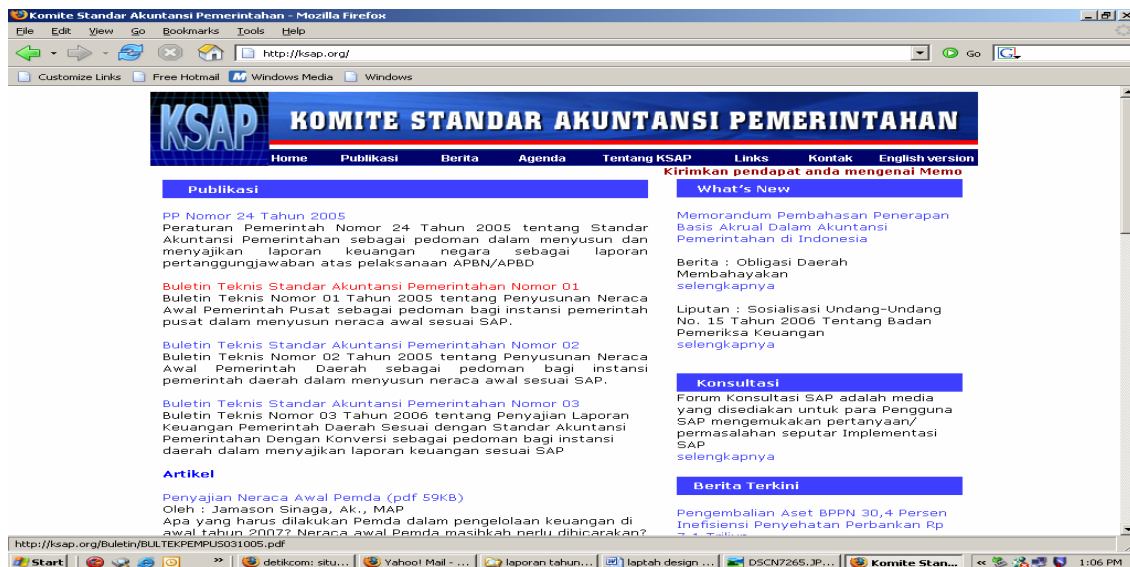 Komite Standar Akuntansi Pemerintahan - Mozilla Firefox
File Edit View Go Bookmarks Tools Help
http://ksap.org/
Go
Customize Links Free Hotmail Windows Media Windows
KSAP KOMITE STANDAR AKUNTANSI PEMERINTAHAN
Home Publikasi Berita Agenda Tentang KSAP Links Kontak English version
Kirimkan pendapat anda mengenai Memo
Publikasi
PP Nomor 24 Tahun 2005
Peraturan Pemerintah Nomor 24 Tahun 2005 tentang Standar
Akuntansi Pemerintahan sebagai pedoman dalam menyusun dan
menyajikan laporan keuangan negara sebagai laporan
pertanggungjawaban atas pelaksanaan APBN/APBD
Buletin Teknis Standar Akuntansi Pemerintahan Nomor 01
Buletin Teknis Nomor 01 Tahun 2005 tentang Penyusunan Neraca
Awal Pemerintah Pusat sebagai pedoman bagi instansi pemerintah
pusat dalam menyusun neraca awal sesuai SAP.
Buletin Teknis Standar Akuntansi Pemerintahan Nomor 02
Buletin Teknis Nomor 02 Tahun 2005 tentang Penyusunan Neraca
Awal Pemerintah Daerah sebagai pedoman bagi instansi
pemerintah daerah dalam menyusun neraca awal sesuai SAP.
Buletin Teknis Standar Akuntansi Pemerintahan Nomor 03
Buletin Teknis Nomor 03 Tahun 2006 tentang Penyajian Laporan
Keuangan Pemerintah Daerah Sesuai dengan Standar Akuntansi
Pemerintahan Dengan Konversi sebagai pedoman bagi instansi
daerah dalam menyajikan laporan keuangan sesuai SAP
Artikel
Penyajian Neraca Awal Pemda (pdf 59KB)
Oleh : Jamason Sinaga, Ak., MAP
Apa yang harus dilakukan Pemda dalam pengelolaan keuangan di
awal tahun 2007? Neraca awal Pemda masihkah perlu dibicarakan?
What's New
Memorandum Pembahasan Penerapan
Basis Akrual Dalam Akuntansi
Pemerintahan di Indonesia
Berita : Obligasi Daerah
Membahayakan
selengkapnya
Liputan : Sosialisasi Undang-Undang
No. 15 Tahun 2006 Tentang Badan
Pemeriksa Keuangan
selengkapnya
Konsultasi
Forum Konsultasi SAP adalah media
yang disediakan untuk para Pengguna
SAP mengemukakan pertanyaan/
permasalahan seputar Implementasi
SAP
selengkapnya
Berita Terkini
Pengembalian Aset BPPN 30,4 Persen
Inefisiensi Penyehatan Perbankan Rp
http://ksap.org/Buletin/BULTEKPEMPUS031005.pdf
Start detikcom: situ... Yahoo! Mail - ... laporan tahun... laptah design ... DSCN7265.JP... Komite Stan... 1:06 PM